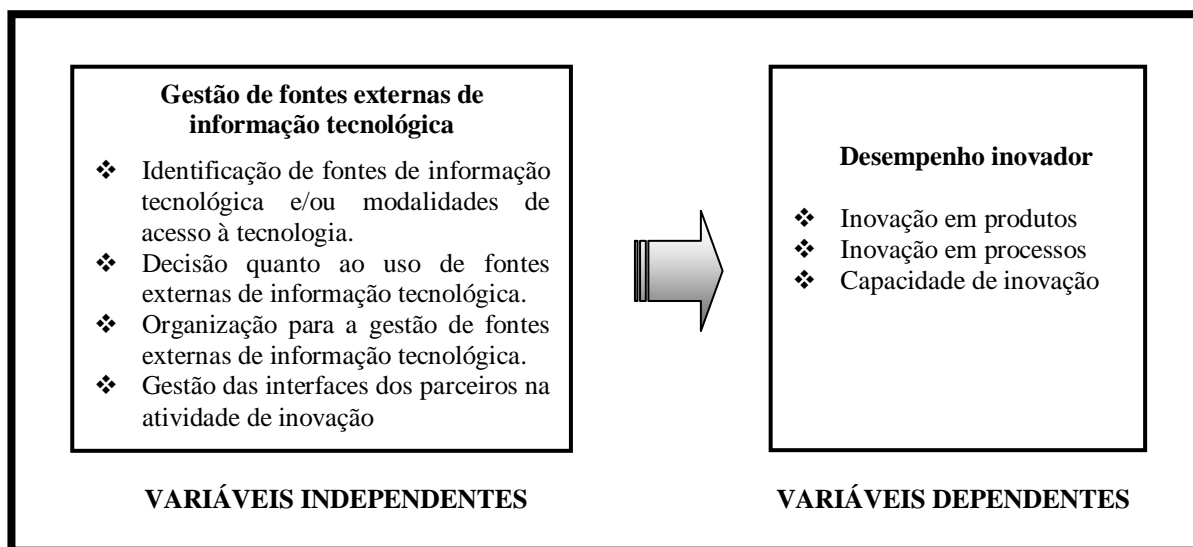 Gestão de fontes externas de
informação tecnológica
❖ Identificação de fontes de informação
tecnológica e/ou modalidades de
acesso à tecnologia.
❖ Decisão quanto ao uso de fontes
externas de informação tecnológica.
❖ Organização para a gestão de fontes
externas de informação tecnológica.
❖ Gestão das interfaces dos parceiros na
atividade de inovação
VARIÁVEIS INDEPENDENTES
Desempenho inovador
❖ Inovação em produtos
❖ Inovação em processos
❖ Capacidade de inovação
VARIÁVEIS DEPENDENTES